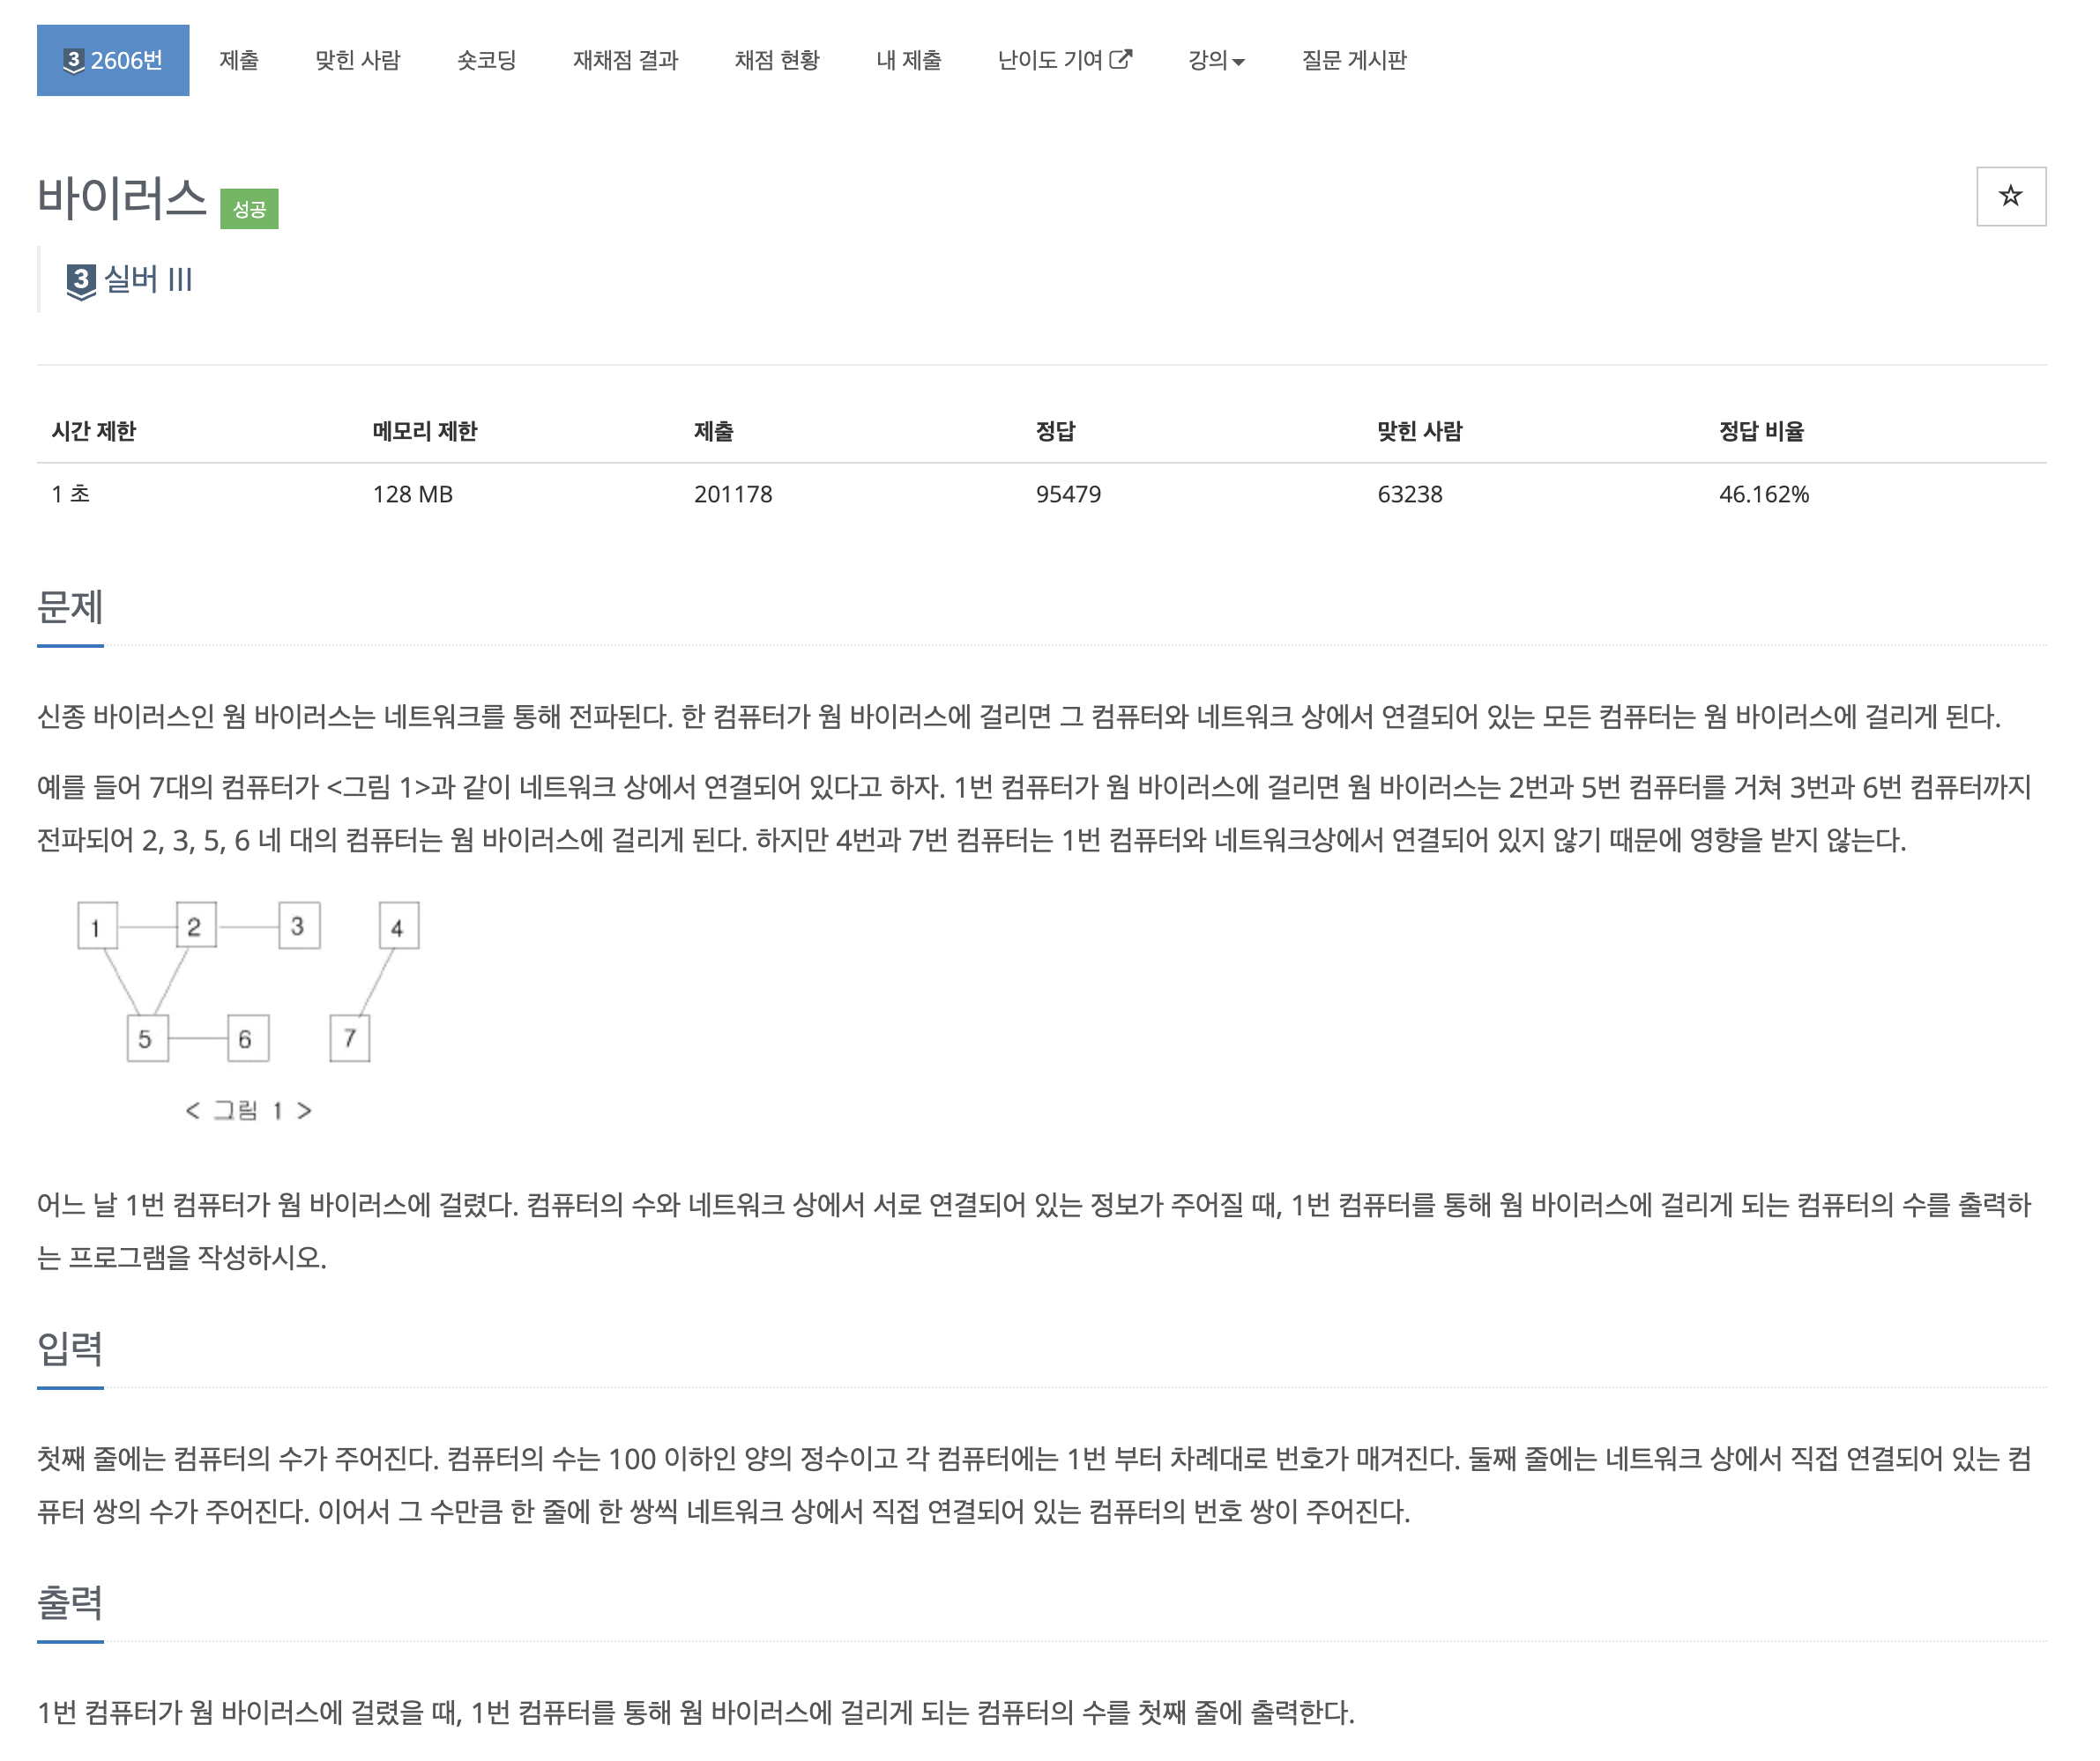 3 2606번 제출 맞힌 사람 숏코딩 재채점 결과 채점 현황 내 제출 난이도 기여 강의 질문 게시판
바이러스 성공
3 실버 III
시간 제한 메모리 제한 제출 정답 맞힌 사람 정답 비율
1 초 128 MB 201178 95479 63238 46.162%
문제
신종 바이러스인 웜 바이러스는 네트워크를 통해 전파된다. 한 컴퓨터가 웜 바이러스에 걸리면 그 컴퓨터와 네트워크 상에서 연결되어 있는 모든 컴퓨터는 웜 바이러스에 걸리게 된다.
예를 들어 7대의 컴퓨터가 <그림 1>과 같이 네트워크 상에서 연결되어 있다고 하자. 1번 컴퓨터가 웜 바이러스에 걸리면 웜 바이러스는 2번과 5번 컴퓨터를 거쳐 3번과 6번 컴퓨터까지
전파되어 2, 3, 5, 6 네 대의 컴퓨터는 웜 바이러스에 걸리게 된다. 하지만 4번과 7번 컴퓨터는 1번 컴퓨터와 네트워크상에서 연결되어 있지 않기 때문에 영향을 받지 않는다.
1 2 3 4
5 6 7
< 그림 1 >
어느 날 1번 컴퓨터가 웜 바이러스에 걸렸다. 컴퓨터의 수와 네트워크 상에서 서로 연결되어 있는 정보가 주어질 때, 1번 컴퓨터를 통해 웜 바이러스에 걸리게 되는 컴퓨터의 수를 출력하
는 프로그램을 작성하시오.
입력
첫째 줄에는 컴퓨터의 수가 주어진다. 컴퓨터의 수는 100 이하인 양의 정수이고 각 컴퓨터에는 1번 부터 차례대로 번호가 매겨진다. 둘째 줄에는 네트워크 상에서 직접 연결되어 있는 컴
퓨터 쌍의 수가 주어진다. 이어서 그 수만큼 한 줄에 한 쌍씩 네트워크 상에서 직접 연결되어 있는 컴퓨터의 번호 쌍이 주어진다.
출력
1번 컴퓨터가 웜 바이러스에 걸렸을 때, 1번 컴퓨터를 통해 웜 바이러스에 걸리게 되는 컴퓨터의 수를 첫째 줄에 출력한다.